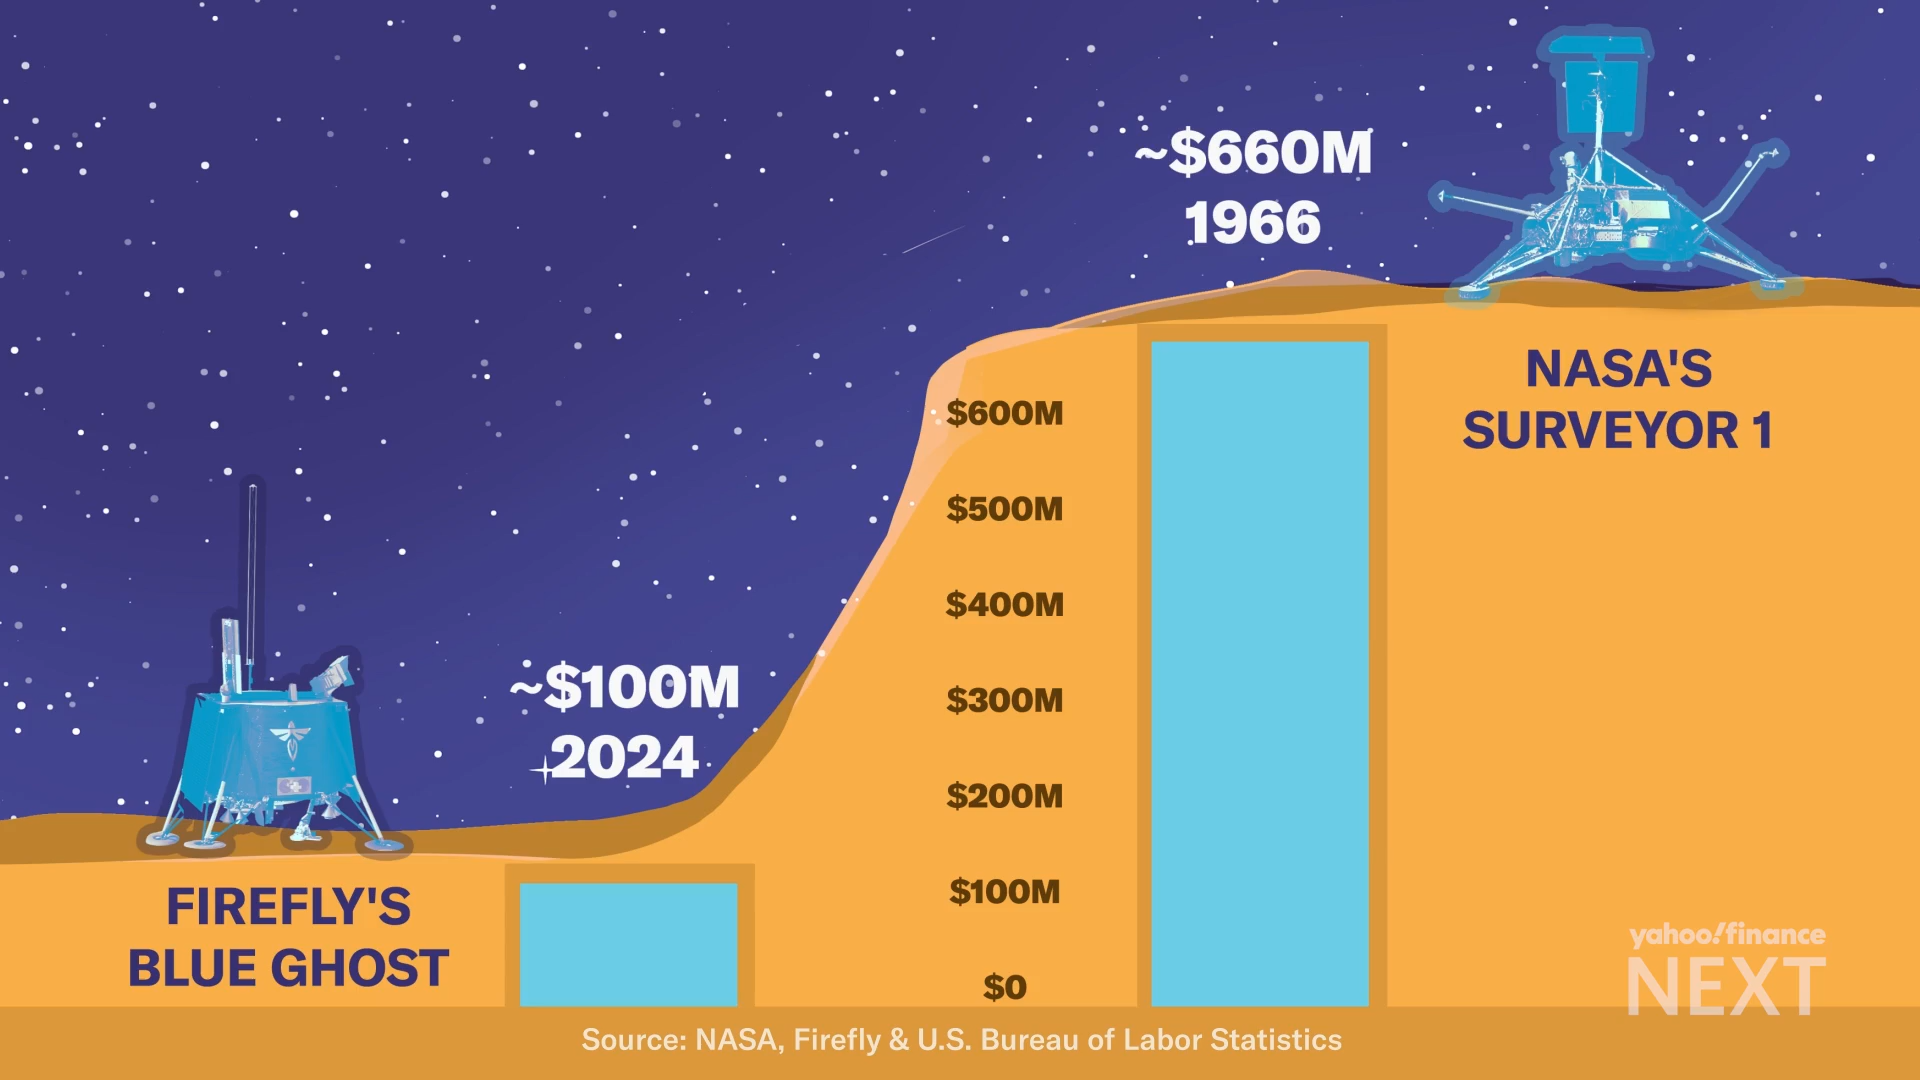 ~$660M
1966
NASA'S
SURVEYOR 1
$600M
$500M
$400M
$300M
$200M
$100M
$0
~$100M
2024
FIREFLY'S
BLUE GHOST
yahoo!finance
NEXT
Source: NASA, Firefly & U.S. Bureau of Labor Statistics